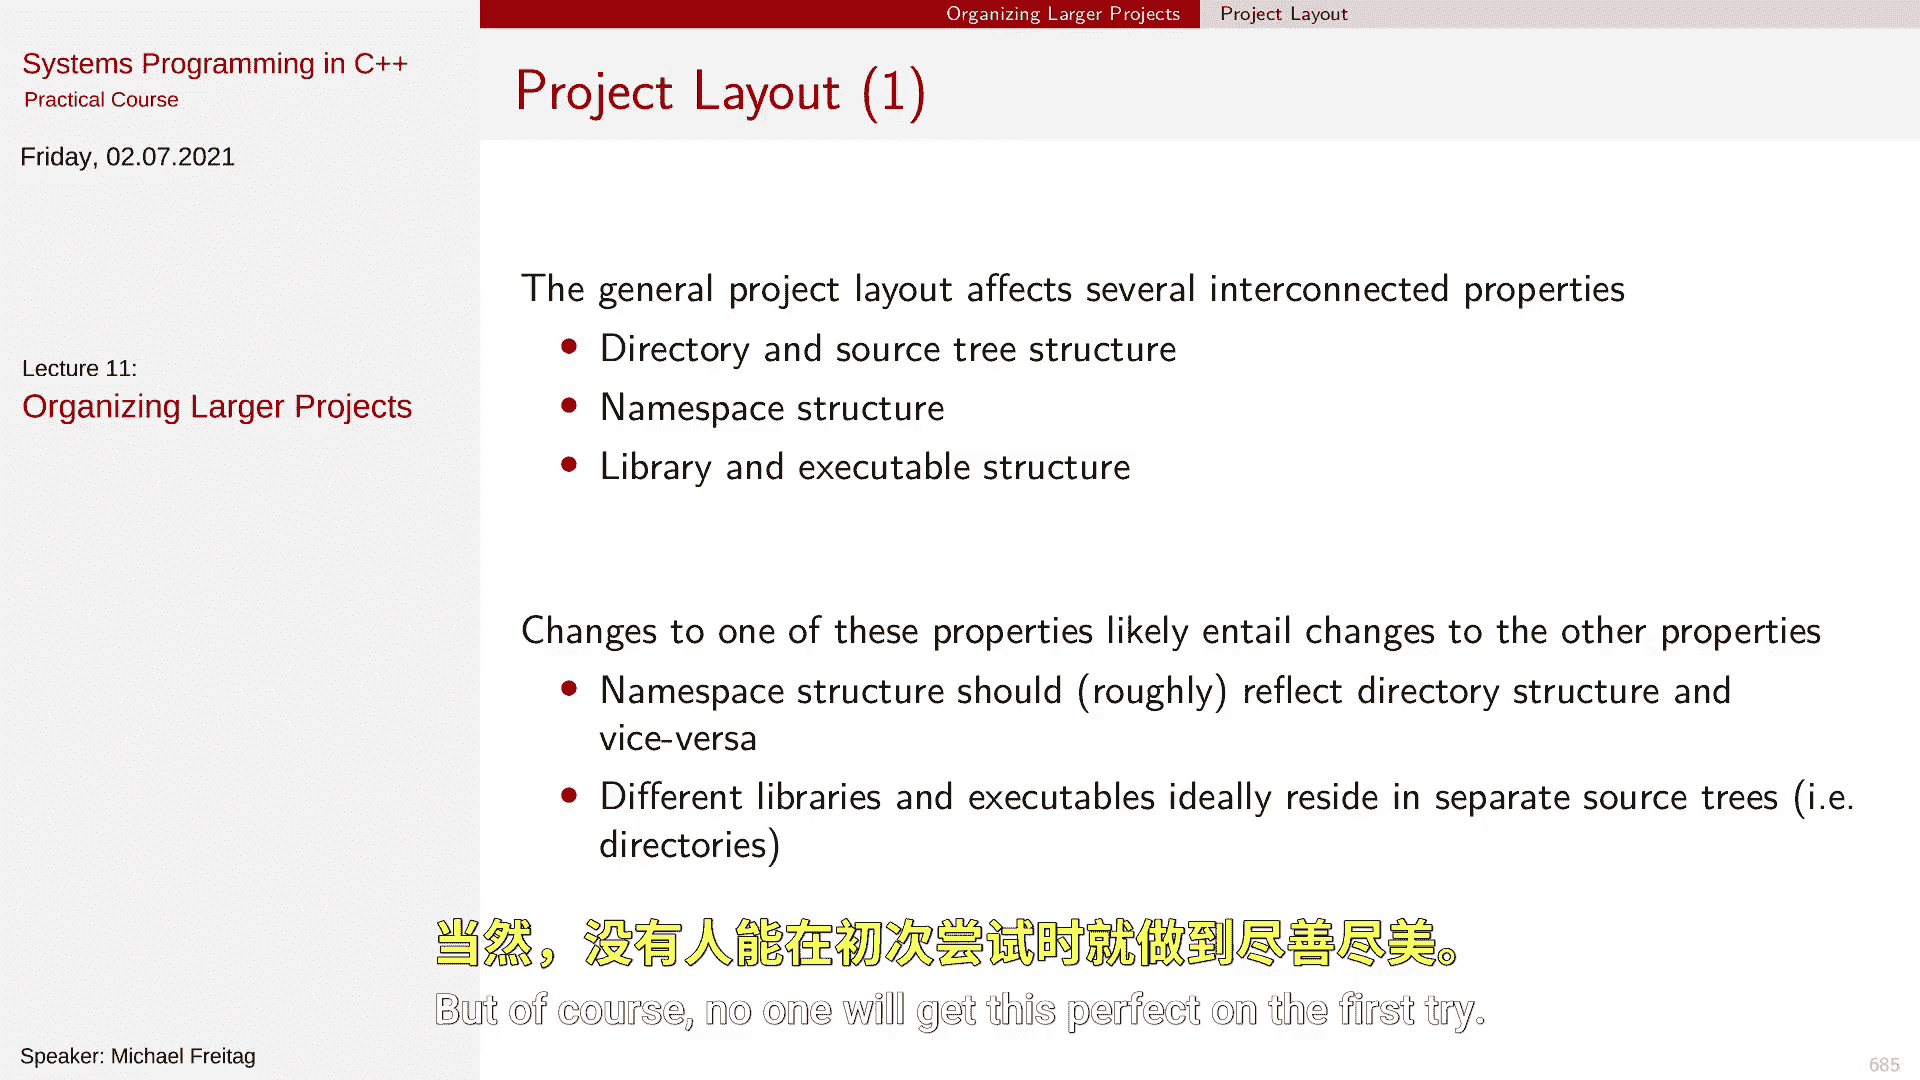 Organizing Larger Projects
Project Layout
Systems Programming in C++
Practical Course
Friday, 02.07.2021
Lecture 11:
Organizing Larger Projects
Project Layout (1)
The general project layout affects several interconnected properties
• Directory and source tree structure
• Namespace structure
• Library and executable structure
Changes to one of these properties likely entail changes to the other properties
• Namespace structure should (roughly) reflect directory structure and
vice-versa
• Different libraries and executables ideally reside in separate source trees (i.e.
directories)
当然，没有人能在初次尝试时就做到尽善尽美。
But of course, no one will get this perfect on the first try.
Speaker: Michael Freitag
685